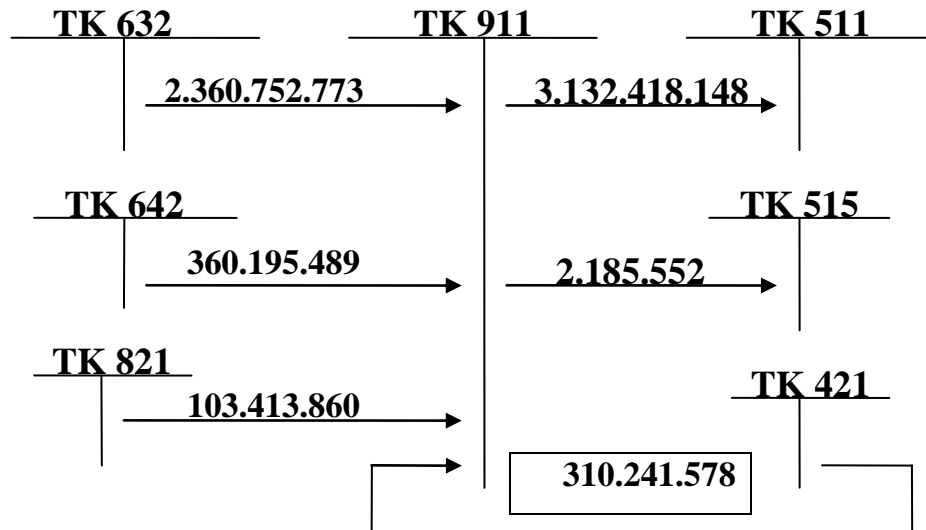 TK 632 TK 911 TK 511
2.360.752.773 3.132.418.148
TK 642 TK 515
360.195.489 2.185.552
TK 821 TK 421
103.413.860
310.241.578